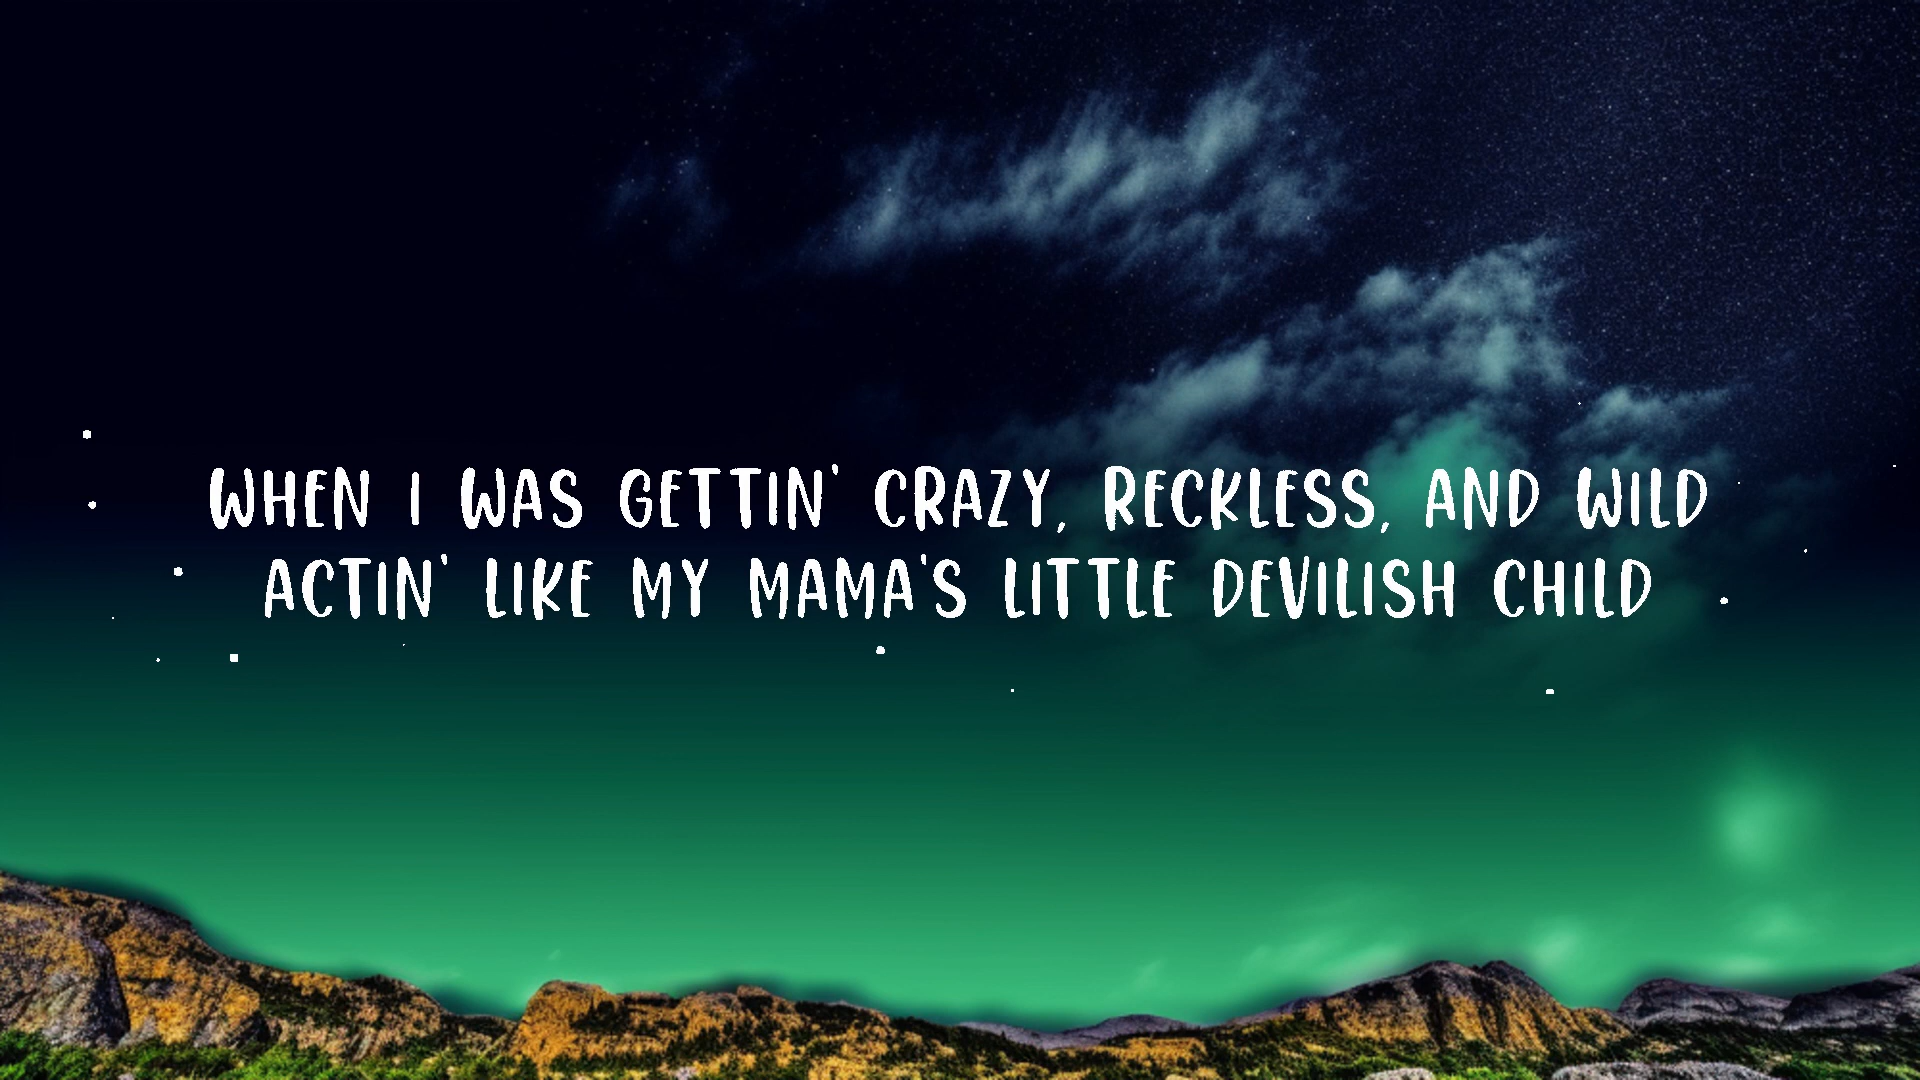 WHEN I WAS GETTIN' CRAZY, RECKLESS, AND WILD
ACTIN' LIKE MY MAMA'S LITTLE DEVILISH CHILD